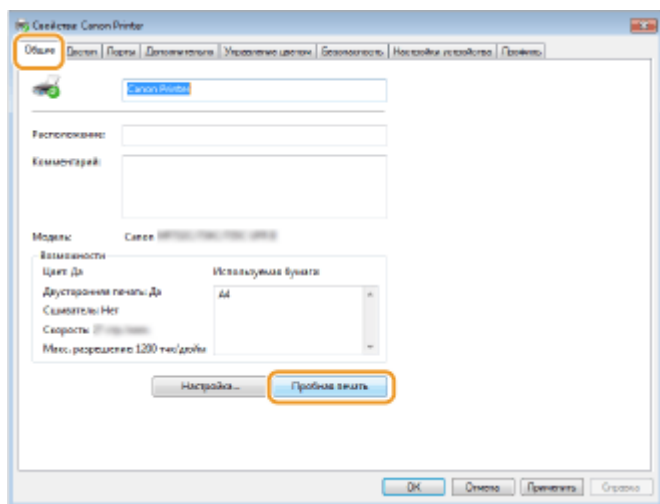 Свойства: Canon Printer
Общие Доступ Порты Дополнительно Управление цветом Безопасность Настройки устройства Профиль
Canon Printer
Расположение:
Комментарий:
Модель: Canon
Возможности
Цвет: Да Используемая бумага
Двусторонняя печать: Да A4
Сшиватель: Нет
Скорость:
Макс. разрешение: 1200 тчк/дюйм
Настройка... Пробная печать
OK Отмена Применить Справка